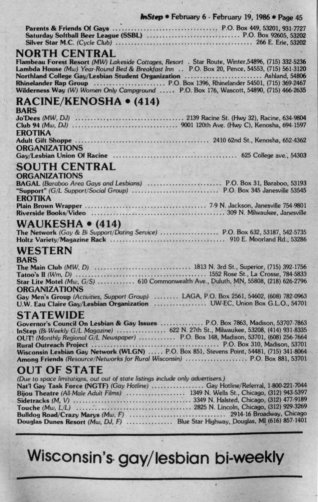 InStep • February 6 - February 19, 1986 • Page 45
Parents & Friends Of Gays ... P.O. Box 449, 53201, 931-7727
Saturday Softball Beer League (SSBL) ... P.O. Box 92605, 53202
Silver Star M.C. (Cycle Club) ... 266 E. Erie, 53202
NORTH CENTRAL
Flambeau Forest Resort (MW) Lakeside Cottages, Resort . Star Route, Winter, 54896, (715) 332-5236
Lambda House (Mu) Year-Round Bed & Breakfast Inn .. P.O. Box 20, Pence, 54553, (715) 561-3120
Northland College Gay/Lesbian Student Organization ... Ashland, 54806
Rhinelander Rap Group ... P.O. Box 1396, Rhinelander 54501, (715) 369-2467
Wilderness Way (W) Women Only Campground ... P.O. Box 176, Wascott, 54890, (715) 466-2635
RACINE/KENOSHA • (414)
BARS
Jo'Dees (MW, D) ... 2139 Racine St. (Hwy 32), Racine, 634-9804
Club 94 (Mu, DJ) ... 9001 120th Ave. (Hwy C), Kenosha, 694-1597
EROTIKA
Adult Gift Shoppe ... 2410 62nd St., Kenosha, 652-4362
ORGANIZATIONS
Gay/Lesbian Union Of Racine ... 625 College ave., 54303
SOUTH CENTRAL
ORGANIZATIONS
BAGAL (Baraboo Area Gays and Lesbians) ... P.O. Box 31, Baraboo, 53193
"Support" (G/L Support/Social Group) ... P.O. Box 345 Janesville 53545
EROTIKA
Plain Brown Wrapper ... 7-9 N. Jackson, Janesville 754-9801
Riverside Books/Video ... 309 N. Milwaukee, Janesville
WAUKESHA • (414)
The Network (Gay & B Support/Dating Service) ... P.O. Box 632, 53187, 542-5735
Holtz Variety/Magazine Rack ... 910 E. Moorland Rd., 53286
WESTERN
BARS
The Main Club (MW, D) ... 1813 N. 3rd St., Superior, (715) 392-1756
Tatoo's II (Wm, D) ... 1552 Rose St., La Crosse, 784-5833
Star Lite Motel (Mu, G/S) ... 610 Commonwealth Ave., Duluth, MN, 55808, (218) 626-2796
ORGANIZATIONS
Gay Men's Group (Activities, Support Group) ... LAGA, P.O. Box 2561, 54602, (608) 782-0963
U.W. Eau Claire Gay/Lesbian Organization ... UW-EC, Union Box G.L.O., 54701
STATEWIDE
Governor's Council On Lesbian & Gay Issues ... P.O. Box 7863, Madison, 53707-7863
InStep (Bi-Weekly G/L Magazine) ... 622 N. 27th St., Milwaukee, 53208, (414) 931-8335
OUT! (Monthly Regional G/L Newspaper) ... P.O. Box 168, Madison, 53701, (608) 256-7664
Rural Outreach Project ... P.O. Box 310, Madison, 53701
Wisconsin Lesbian Gay Network (WLGN) ... P.O. Box 851, Stevens Point, 54481, (715) 341-8064
Among Friends (Resource/Networks for Rural Wisconsin) ... P.O. Box 881, 53701
OUT OF STATE
(Due to space limitations, our out of state listings include only advertisers.)
Nat'l Gay Task Force (NGTF) (Gay Hotline) ... Gay Hotline/Referral, 1-800-221-7044
Bijou Theatre (All-Male Adult Films) ... 1349 N. Wells St., Chicago, (312) 943-5397
Sidetracks (M, V) ... 3349 N. Halsted, Chicago, (312) 477-9189
Touche (Mu, L/L) ... 2825 N. Lincoln, Chicago, (312) 929-3269
Bulldog Road/Crazy Marys (Mu, F) ... 2914-16 Broadway, Chicago
Douglas Dunes Resort (Mu, DJ, F) ... Blue Star Highway, Douglas, MI (616) 857-1401
Wisconsin's gay/lesbian bi-weekly